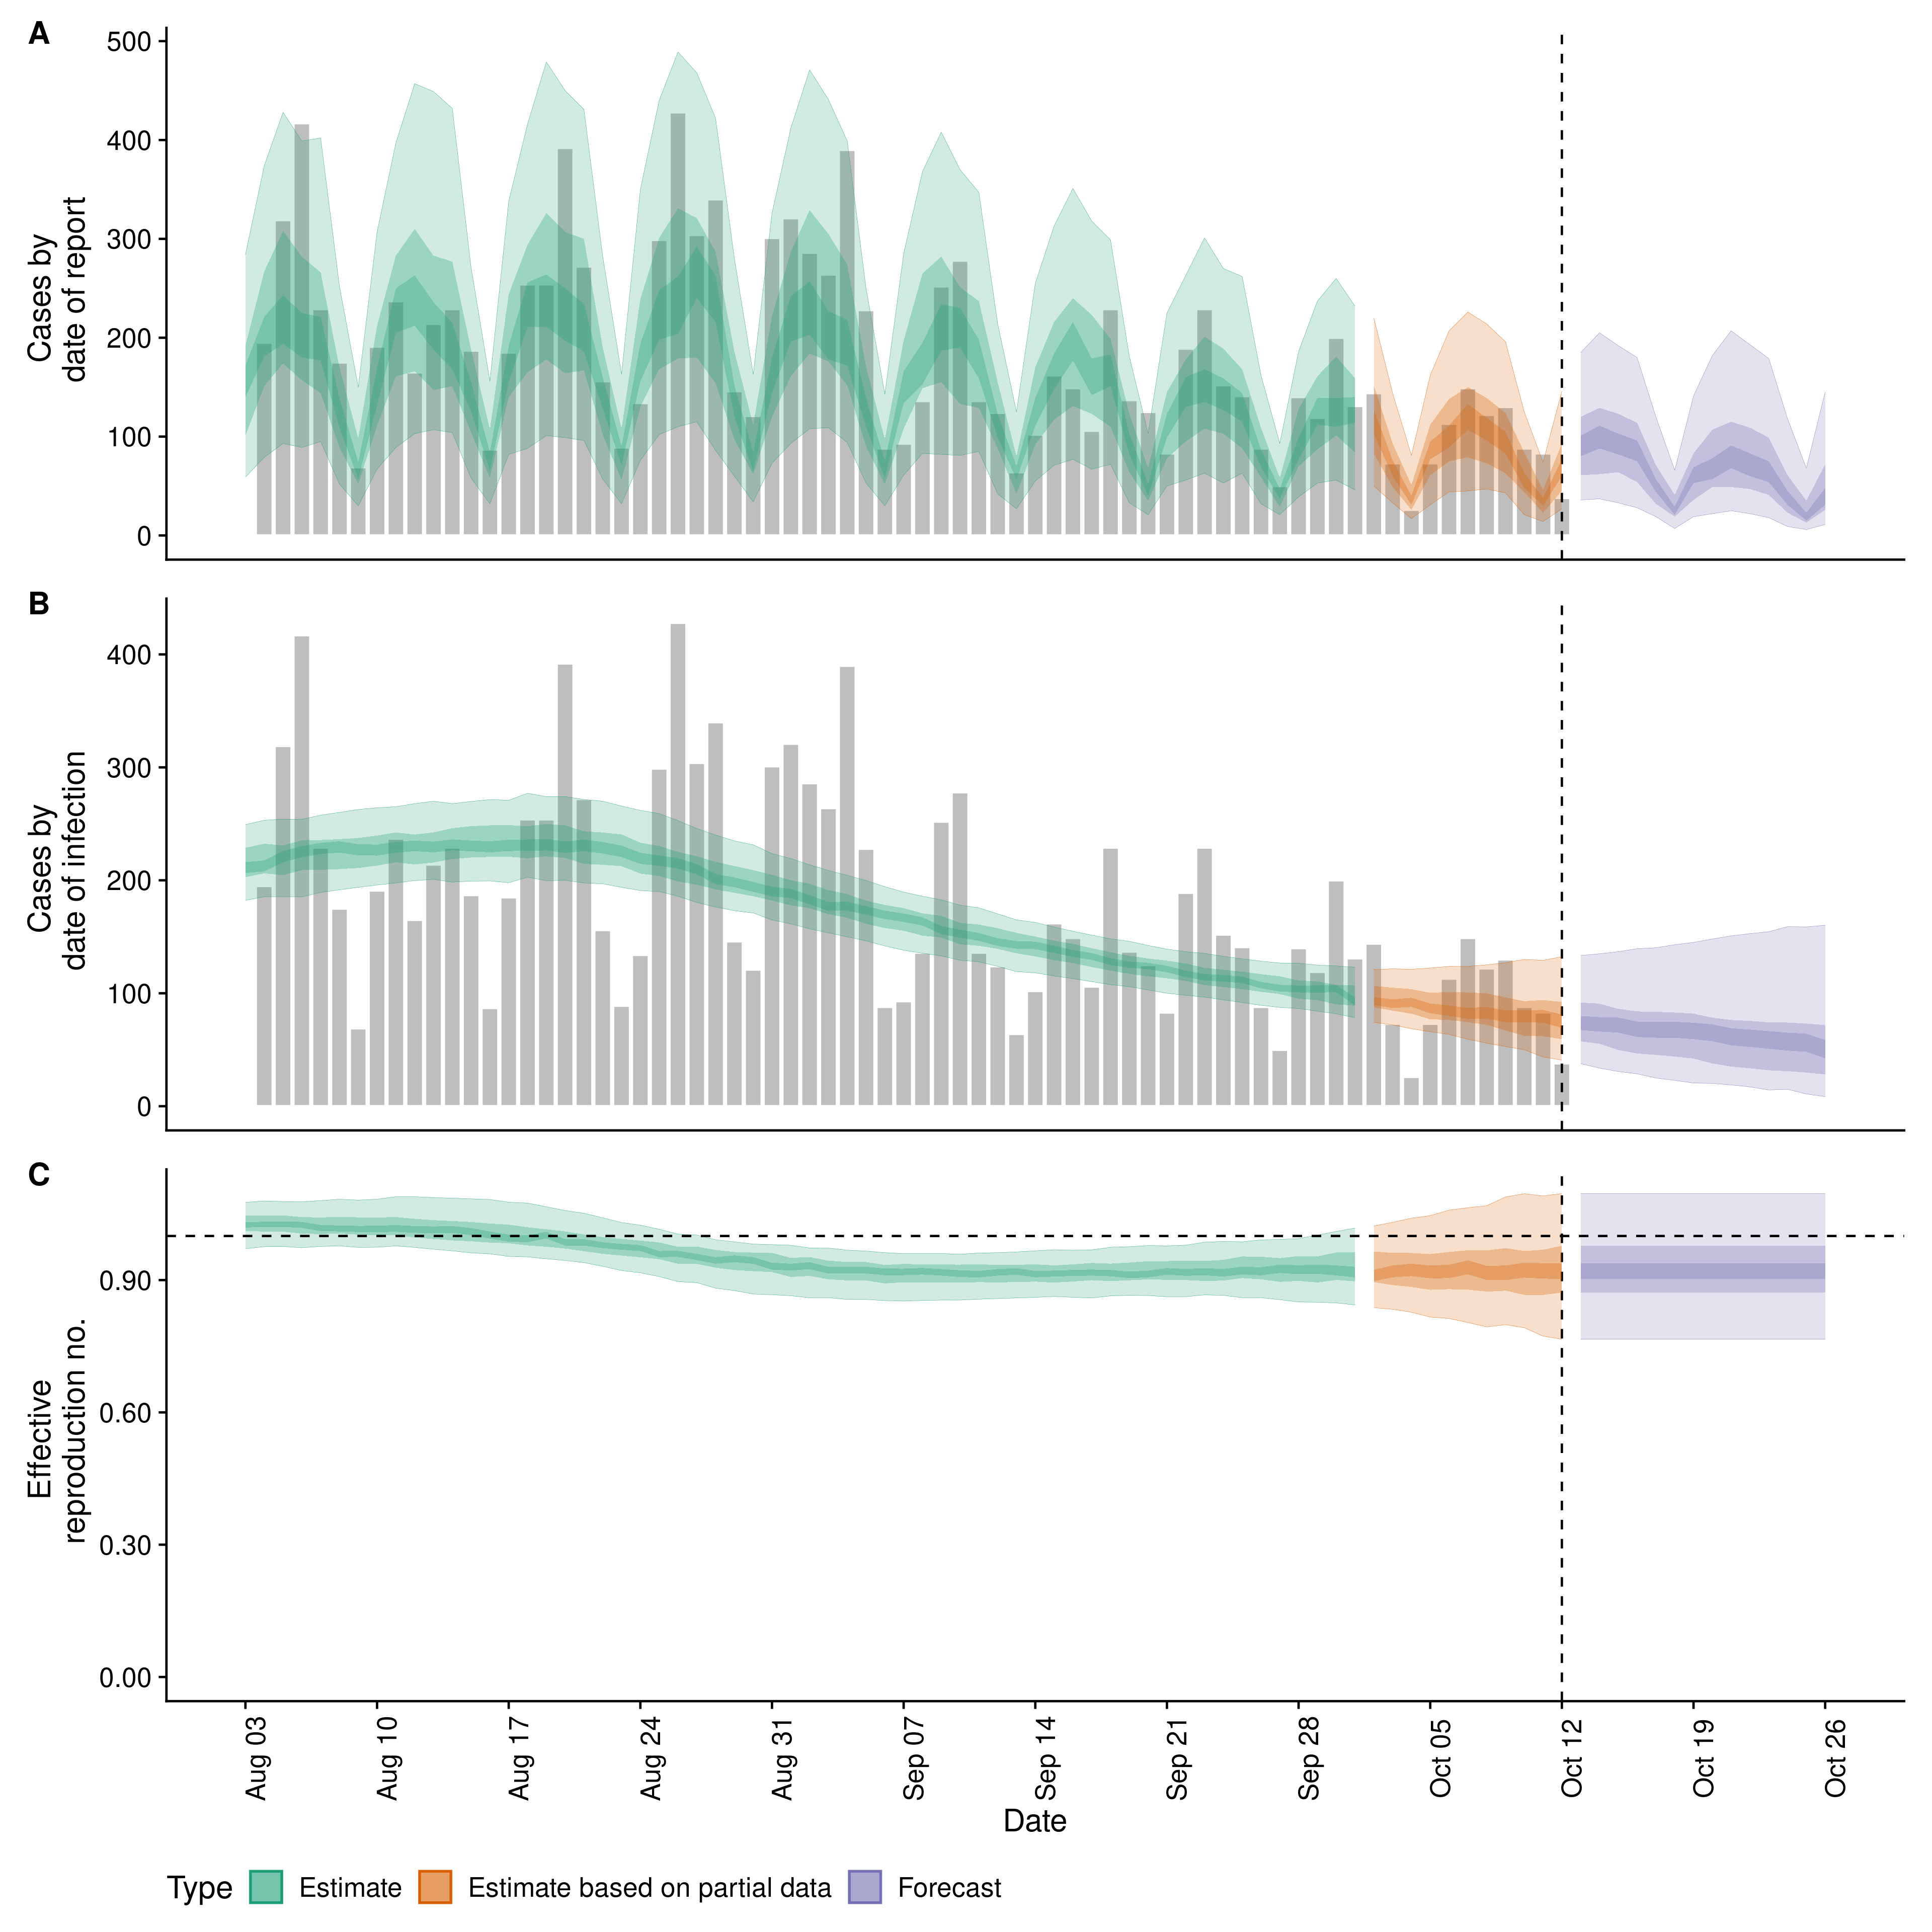 A
500
400
300
200
100
0
Cases by
date of report
B
400
300
200
100
0
Cases by
date of infection
C
0.90
0.60
0.30
0.00
Effective
reproduction no.
Aug 03
Aug 10
Aug 17
Aug 24
Aug 31
Sep 07
Sep 14
Sep 21
Sep 28
Oct 05
Oct 12
Oct 19
Oct 26
Date
Type Estimate Estimate based on partial data Forecast